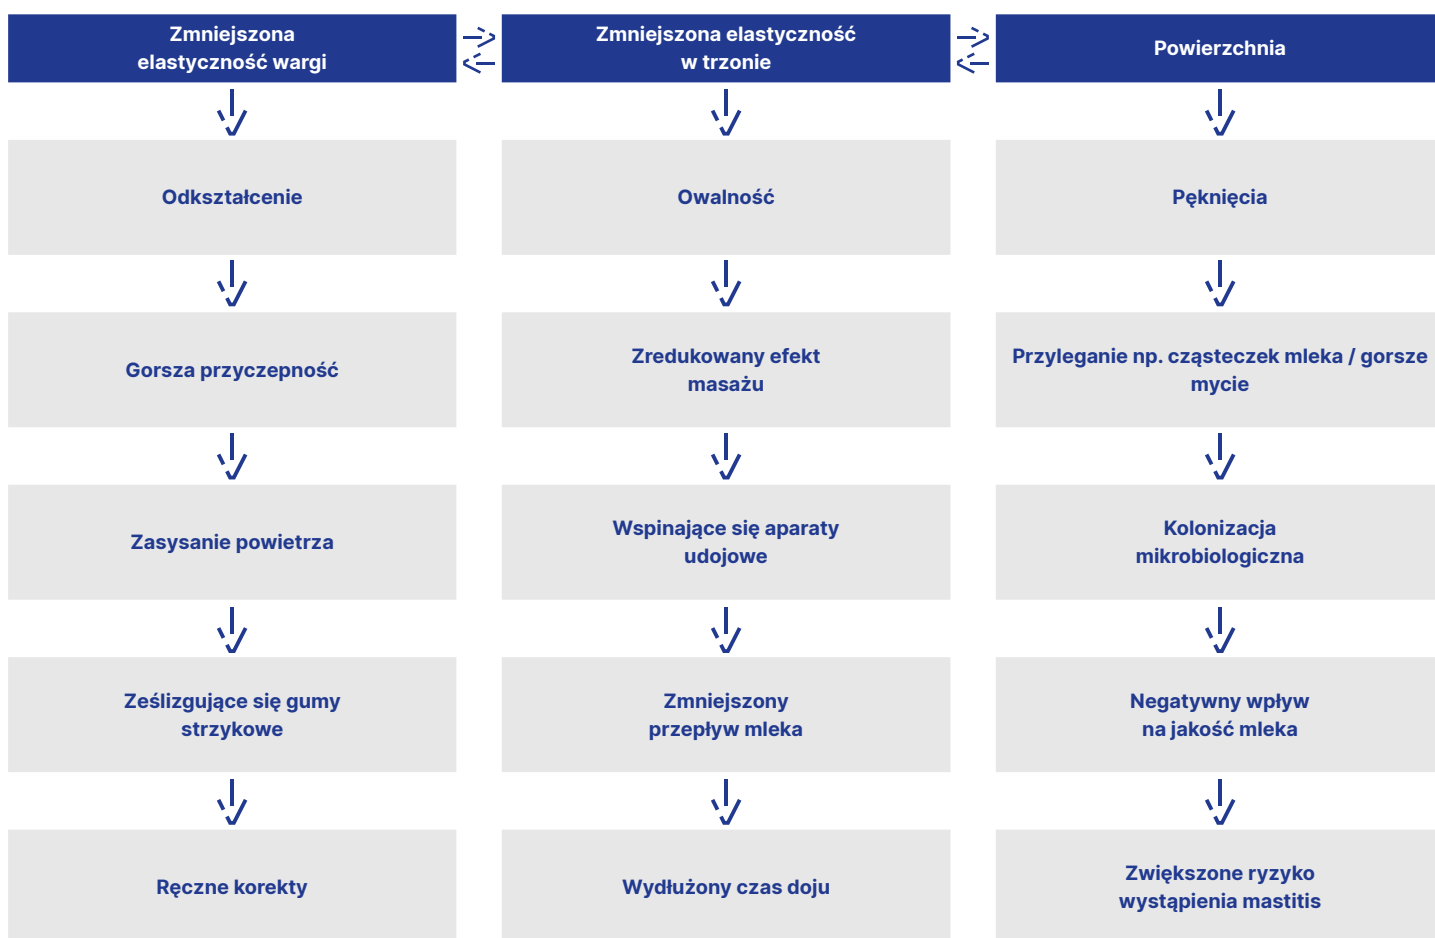 Zmniejszona
elastyczność wargi
Zmniejszona elastyczność
w trzonie
Powierzchnia
Odkształcenie
Owalność
Pęknięcia
Gorsza przyczepność
Zredukowany efekt
masażu
Przyleganie np. cząsteczek mleka / gorsze
mycie
Zasysanie powietrza
Wspinające się aparaty
udojowe
Kolonizacja
mikrobiologiczna
Ześlizgujące się gumy
strzykowe
Zmniejszony
przepływ mleka
Negatywny wpływ
na jakość mleka
Ręczne korekty
Wydłużony czas doju
Zwiększone ryzyko
wystąpienia mastitis